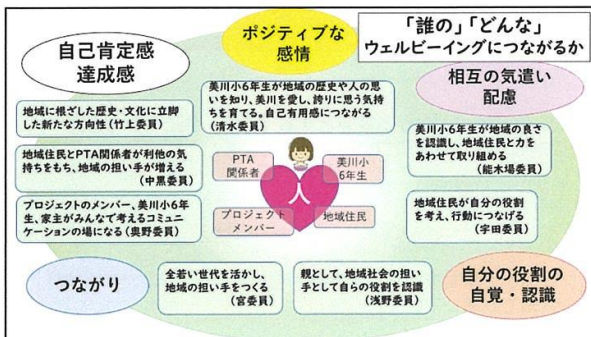 「誰の」「どんな」
ウェルビーイングにつながるか
ポジティブな
感情
自己肯定感
達成感
相互の気遣い
配慮
地域に根ざした歴史・文化に立脚
した新たな方向性(竹上委員)
美川小6年生が地域の歴史や人の
思いを知り、美川を愛し、誇りに思う気持
ちを育てる。自己有用感につながる
(清水委員)
美川小6年生が地域の良さ
を認識し、地域住民と力を
あわせて取り組める
(能木場委員)
地域住民とPTA関係者が利他の気
持ちをもち、地域の担い手が増える
(中黒委員)
PTA
関係者
美川小
6年生
人
プロジェクト
メンバー
地域住民
プロジェクトのメンバー、美川小6年
生、家主がみんなで考えるコミュニ
ケーションの場になる(奥野委員)
地域住民が自分の役割
を考え、行動につなげる
(宇田委員)
つながり
全若い世代を活かし、
地域の担い手をつくる
(宮委員)
親として、地域社会の担い
手として自らの役割を認識
(浅野委員)
自分の役割の
自覚・認識